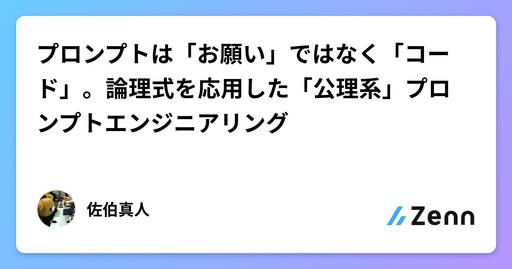 プロンプトは「お願い」ではなく「コー
ド」。論理式を応用した「公理系」プロ
ンプトエンジニアリング
佐伯真人
Zenn